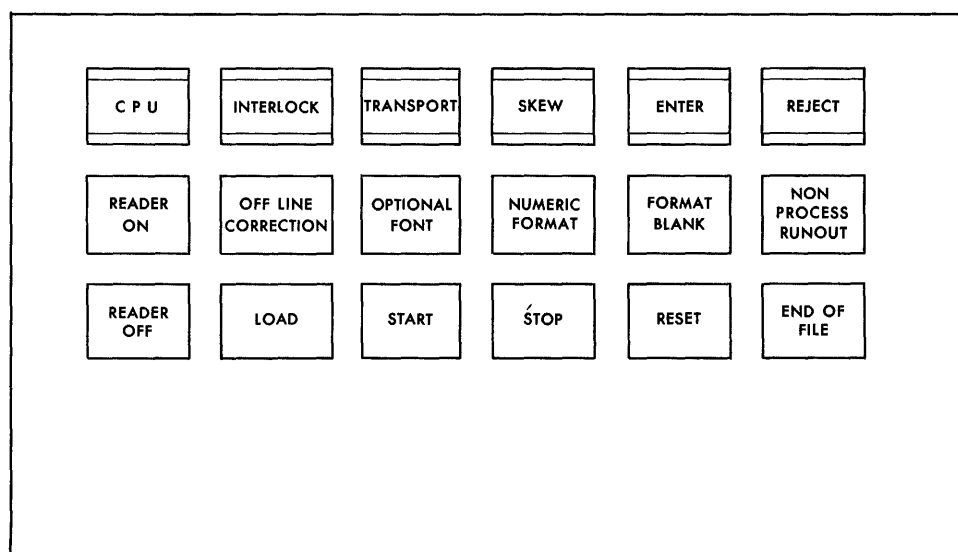 C P U
INTERLOCK
TRANSPORT
SKEW
ENTER
REJECT
READER
ON
OFF LINE
CORRECTION
OPTIONAL
FONT
NUMERIC
FORMAT
FORMAT
BLANK
NON
PROCESS
RUNOUT
READER
OFF
LOAD
START
STOP
RESET
END OF
FILE